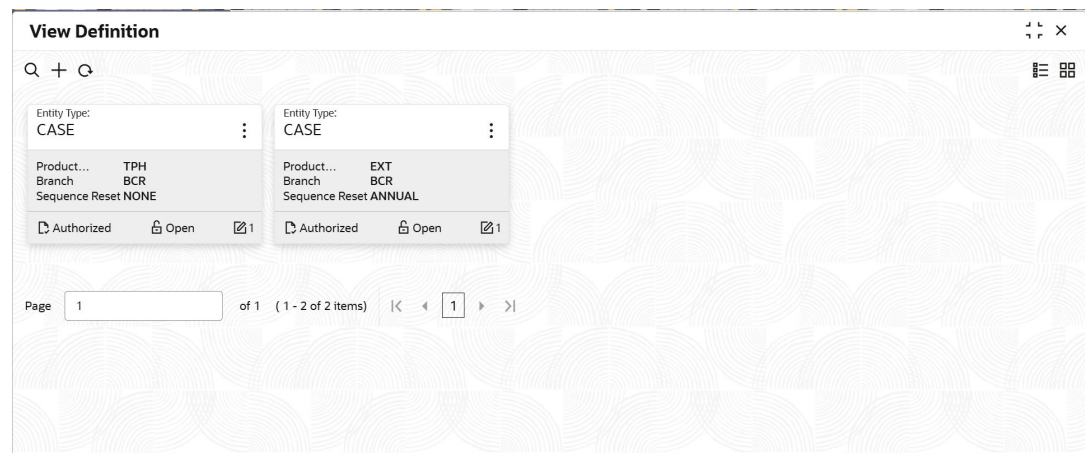 View Definition
Entity Type:
CASE
Product... TPH
Branch BCR
Sequence Reset NONE
Authorized Open 1
Entity Type:
CASE
Product... EXT
Branch BCR
Sequence Reset ANNUAL
Authorized Open 1
Page 1 of 1 ( 1 - 2 of 2 items) 1